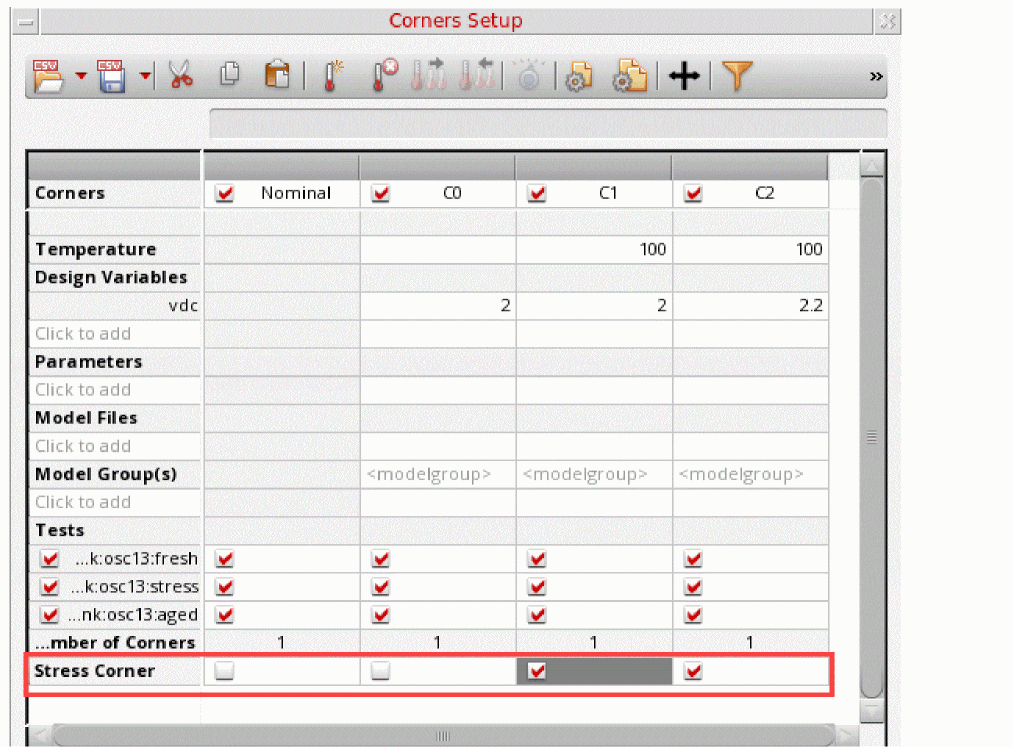 Corners Setup
CSV CSV »
Corners Nominal C0 C1 C2
Temperature 100 100
Design Variables
vdc 2 2 2.2
Click to add
Parameters
Click to add
Model Files
Click to add
Model Group(s) <modelgroup> <modelgroup> <modelgroup>
Click to add
Tests
...k:osc13:fresh
...k:osc13:stress
...nk:osc13:aged
...mber of Corners 1 1 1 1
Stress Corner